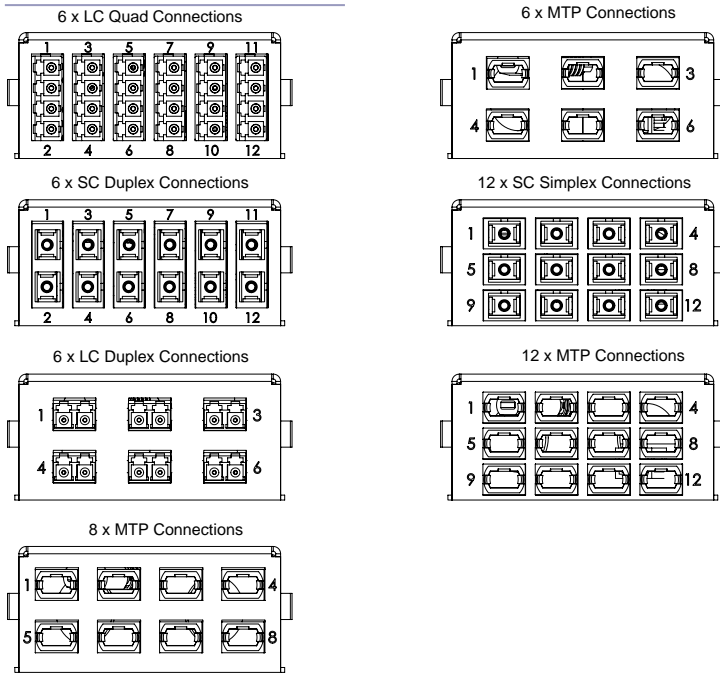 6 x LC Quad Connections
1 3 5 7 9 11
2 4 6 8 10 12
6 x SC Duplex Connections
1 3 5 7 9 11
2 4 6 8 10 12
6 x LC Duplex Connections
1 3
4 6
8 x MTP Connections
1 4
5 8
6 x MTP Connections
1 3
4 6
12 x SC Simplex Connections
1 4
5 8
9 12
12 x MTP Connections
1 4
5 8
9 12